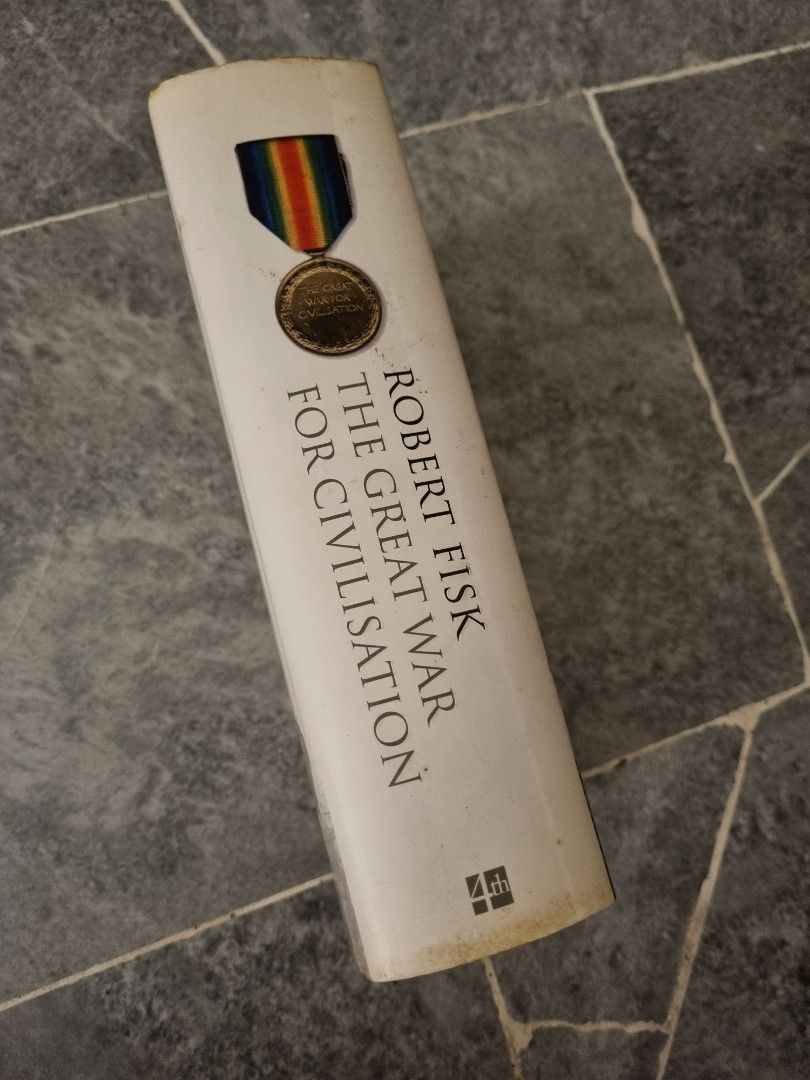 THE GREAT
WAR FOR
CIVILISATION
ROBERT FISK
THE GREAT WAR
FOR CIVILISATION
4th